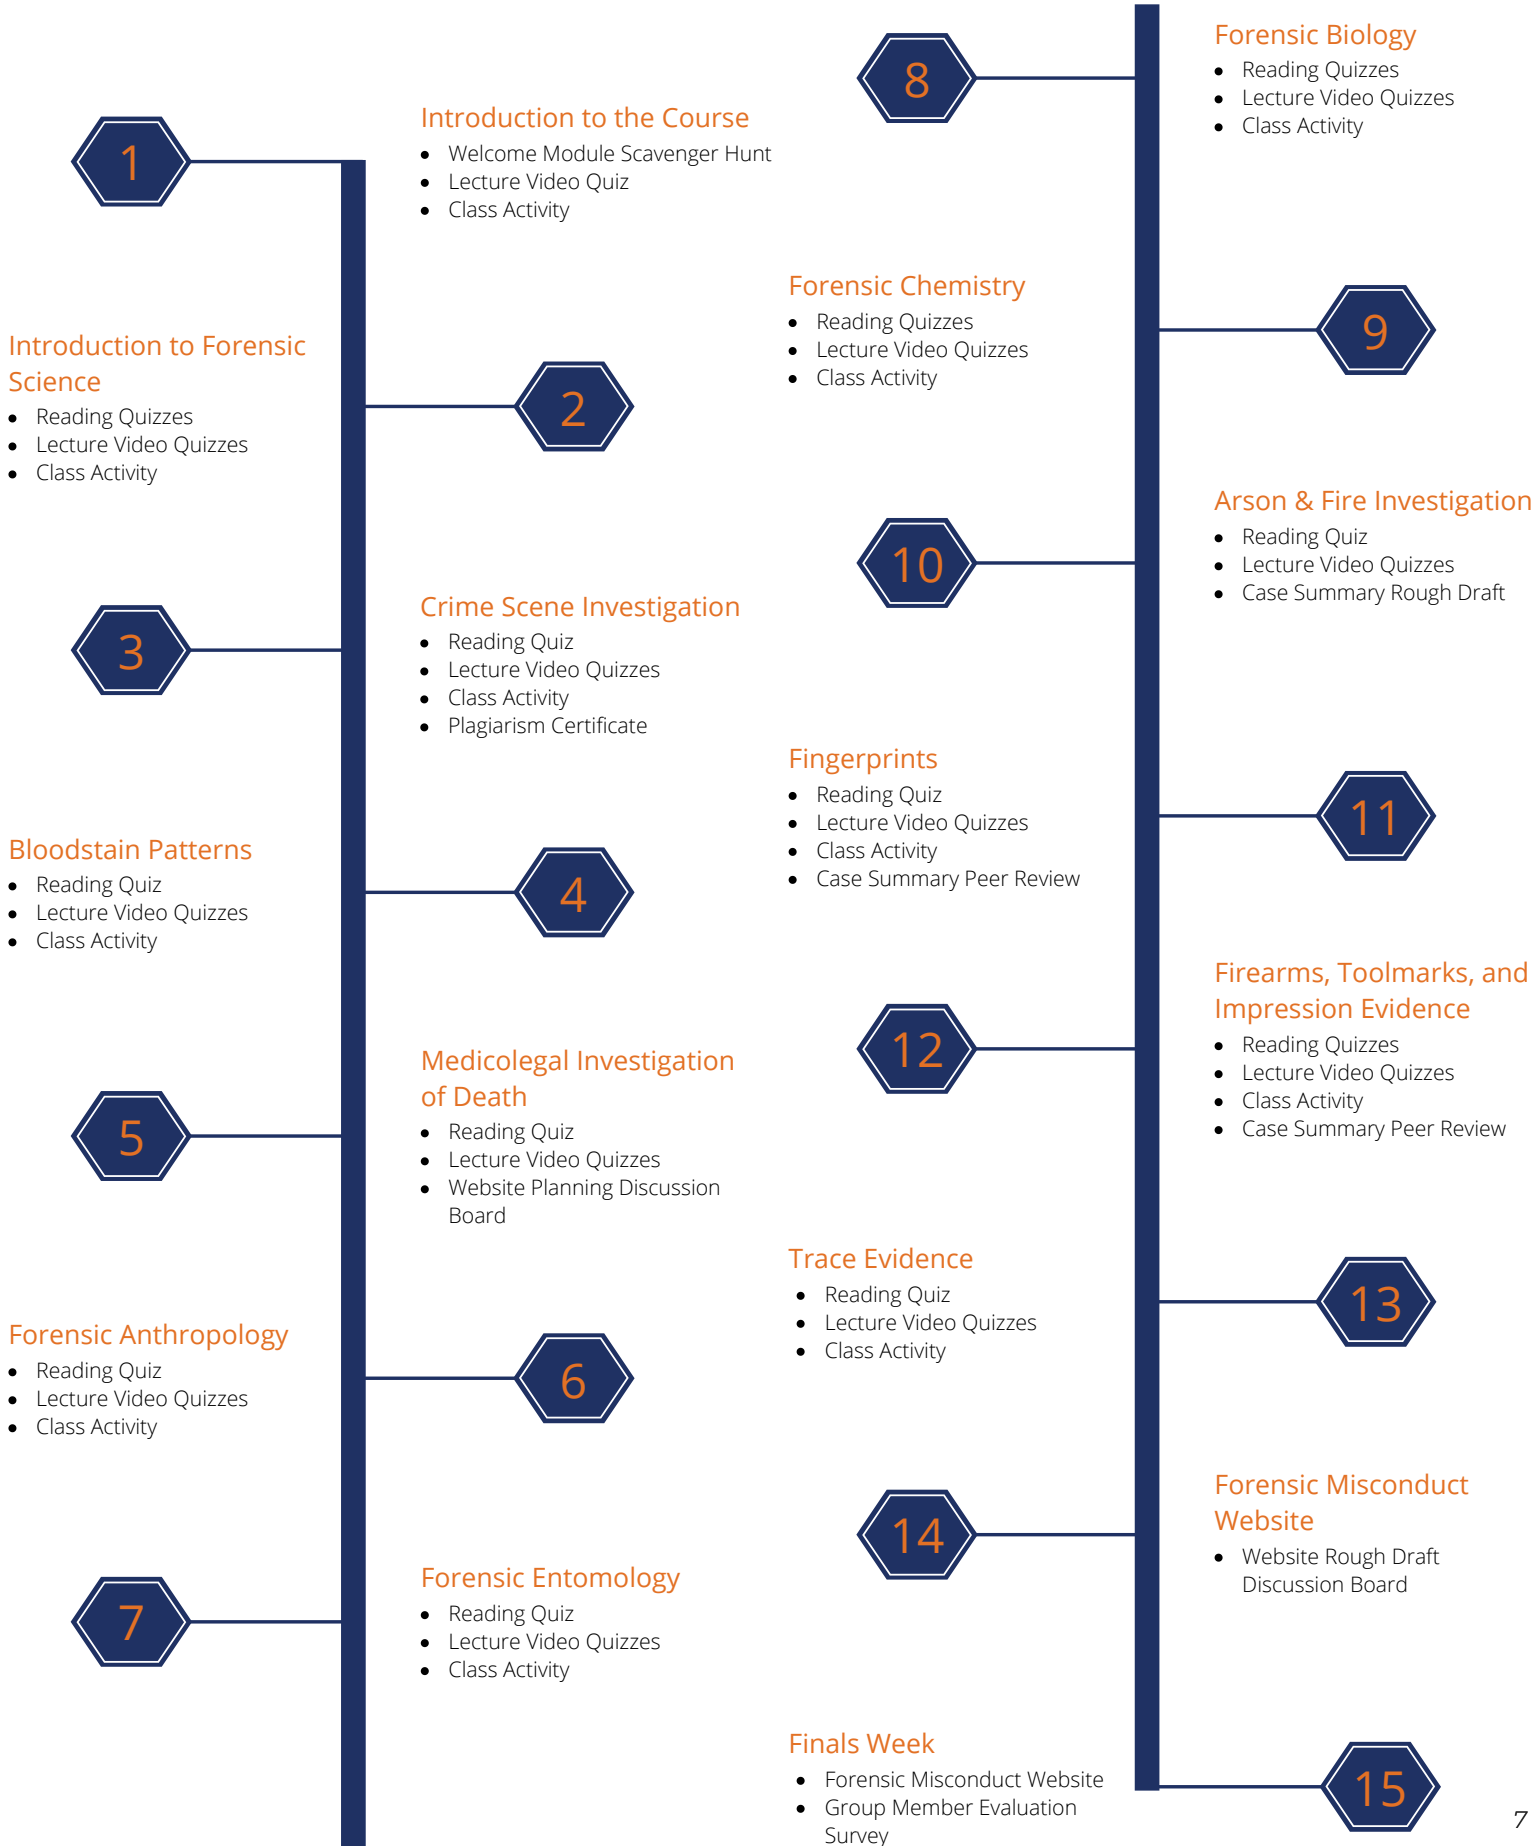 1
Introduction to the Course
Welcome Module Scavenger Hunt
Lecture Video Quiz
Class Activity
2
Introduction to Forensic
Science
Reading Quizzes
Lecture Video Quizzes
Class Activity
3
Crime Scene Investigation
Reading Quiz
Lecture Video Quizzes
Class Activity
Plagiarism Certificate
4
Bloodstain Patterns
Reading Quiz
Lecture Video Quizzes
Class Activity
5
Medicolegal Investigation
of Death
Reading Quiz
Lecture Video Quizzes
Website Planning Discussion
Board
6
Forensic Anthropology
Reading Quiz
Lecture Video Quizzes
Class Activity
7
Forensic Entomology
Reading Quiz
Lecture Video Quizzes
Class Activity
8
Forensic Biology
Reading Quizzes
Lecture Video Quizzes
Class Activity
9
Forensic Chemistry
Reading Quizzes
Lecture Video Quizzes
Class Activity
10
Arson & Fire Investigation
Reading Quiz
Lecture Video Quizzes
Case Summary Rough Draft
11
Fingerprints
Reading Quiz
Lecture Video Quizzes
Class Activity
Case Summary Peer Review
12
Firearms, Toolmarks, and
Impression Evidence
Reading Quizzes
Lecture Video Quizzes
Class Activity
Case Summary Peer Review
13
Trace Evidence
Reading Quiz
Lecture Video Quizzes
Class Activity
14
Forensic Misconduct
Website
Website Rough Draft
Discussion Board
15
Finals Week
Forensic Misconduct Website
Group Member Evaluation
Survey
7